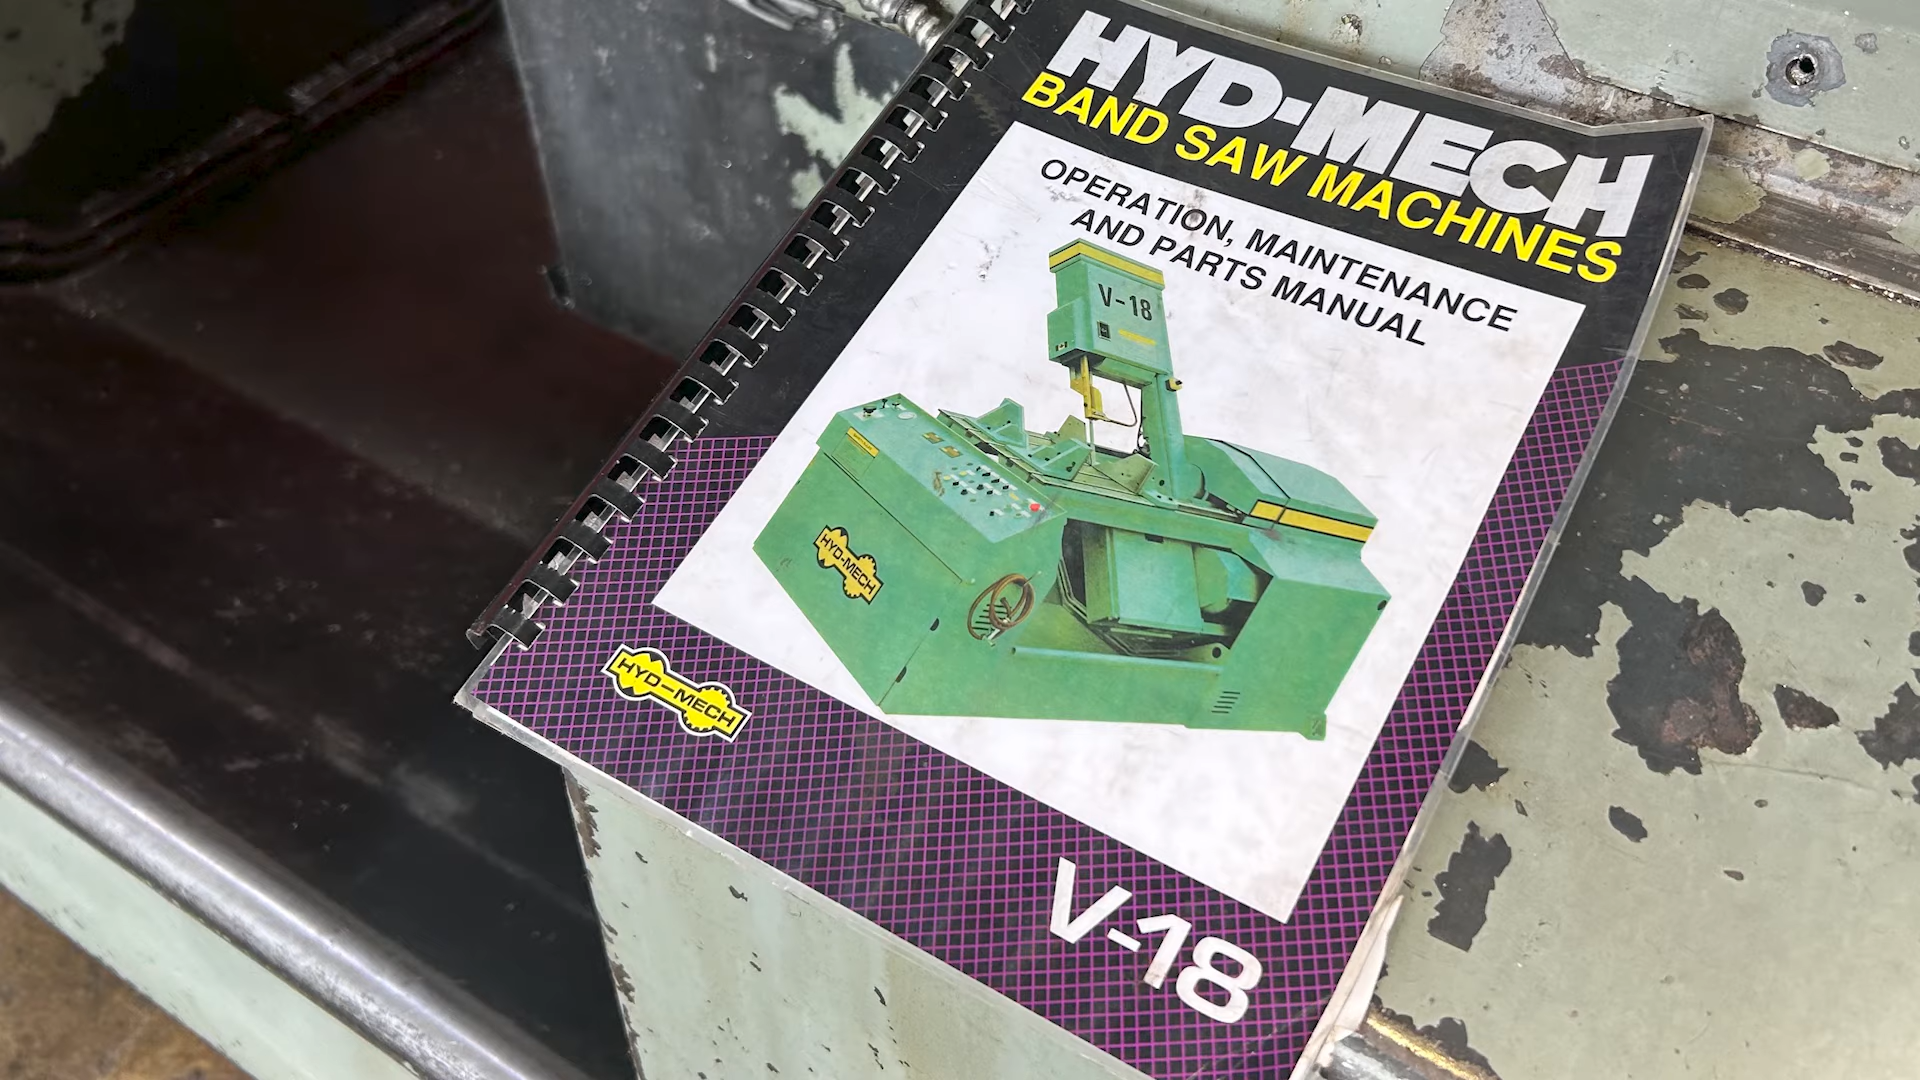 HYD-MECH
BAND SAW MACHINES
OPERATION, MAINTENANCE
AND PARTS MANUAL
V-18
HYD-MECH
HYD-MECH
V-18